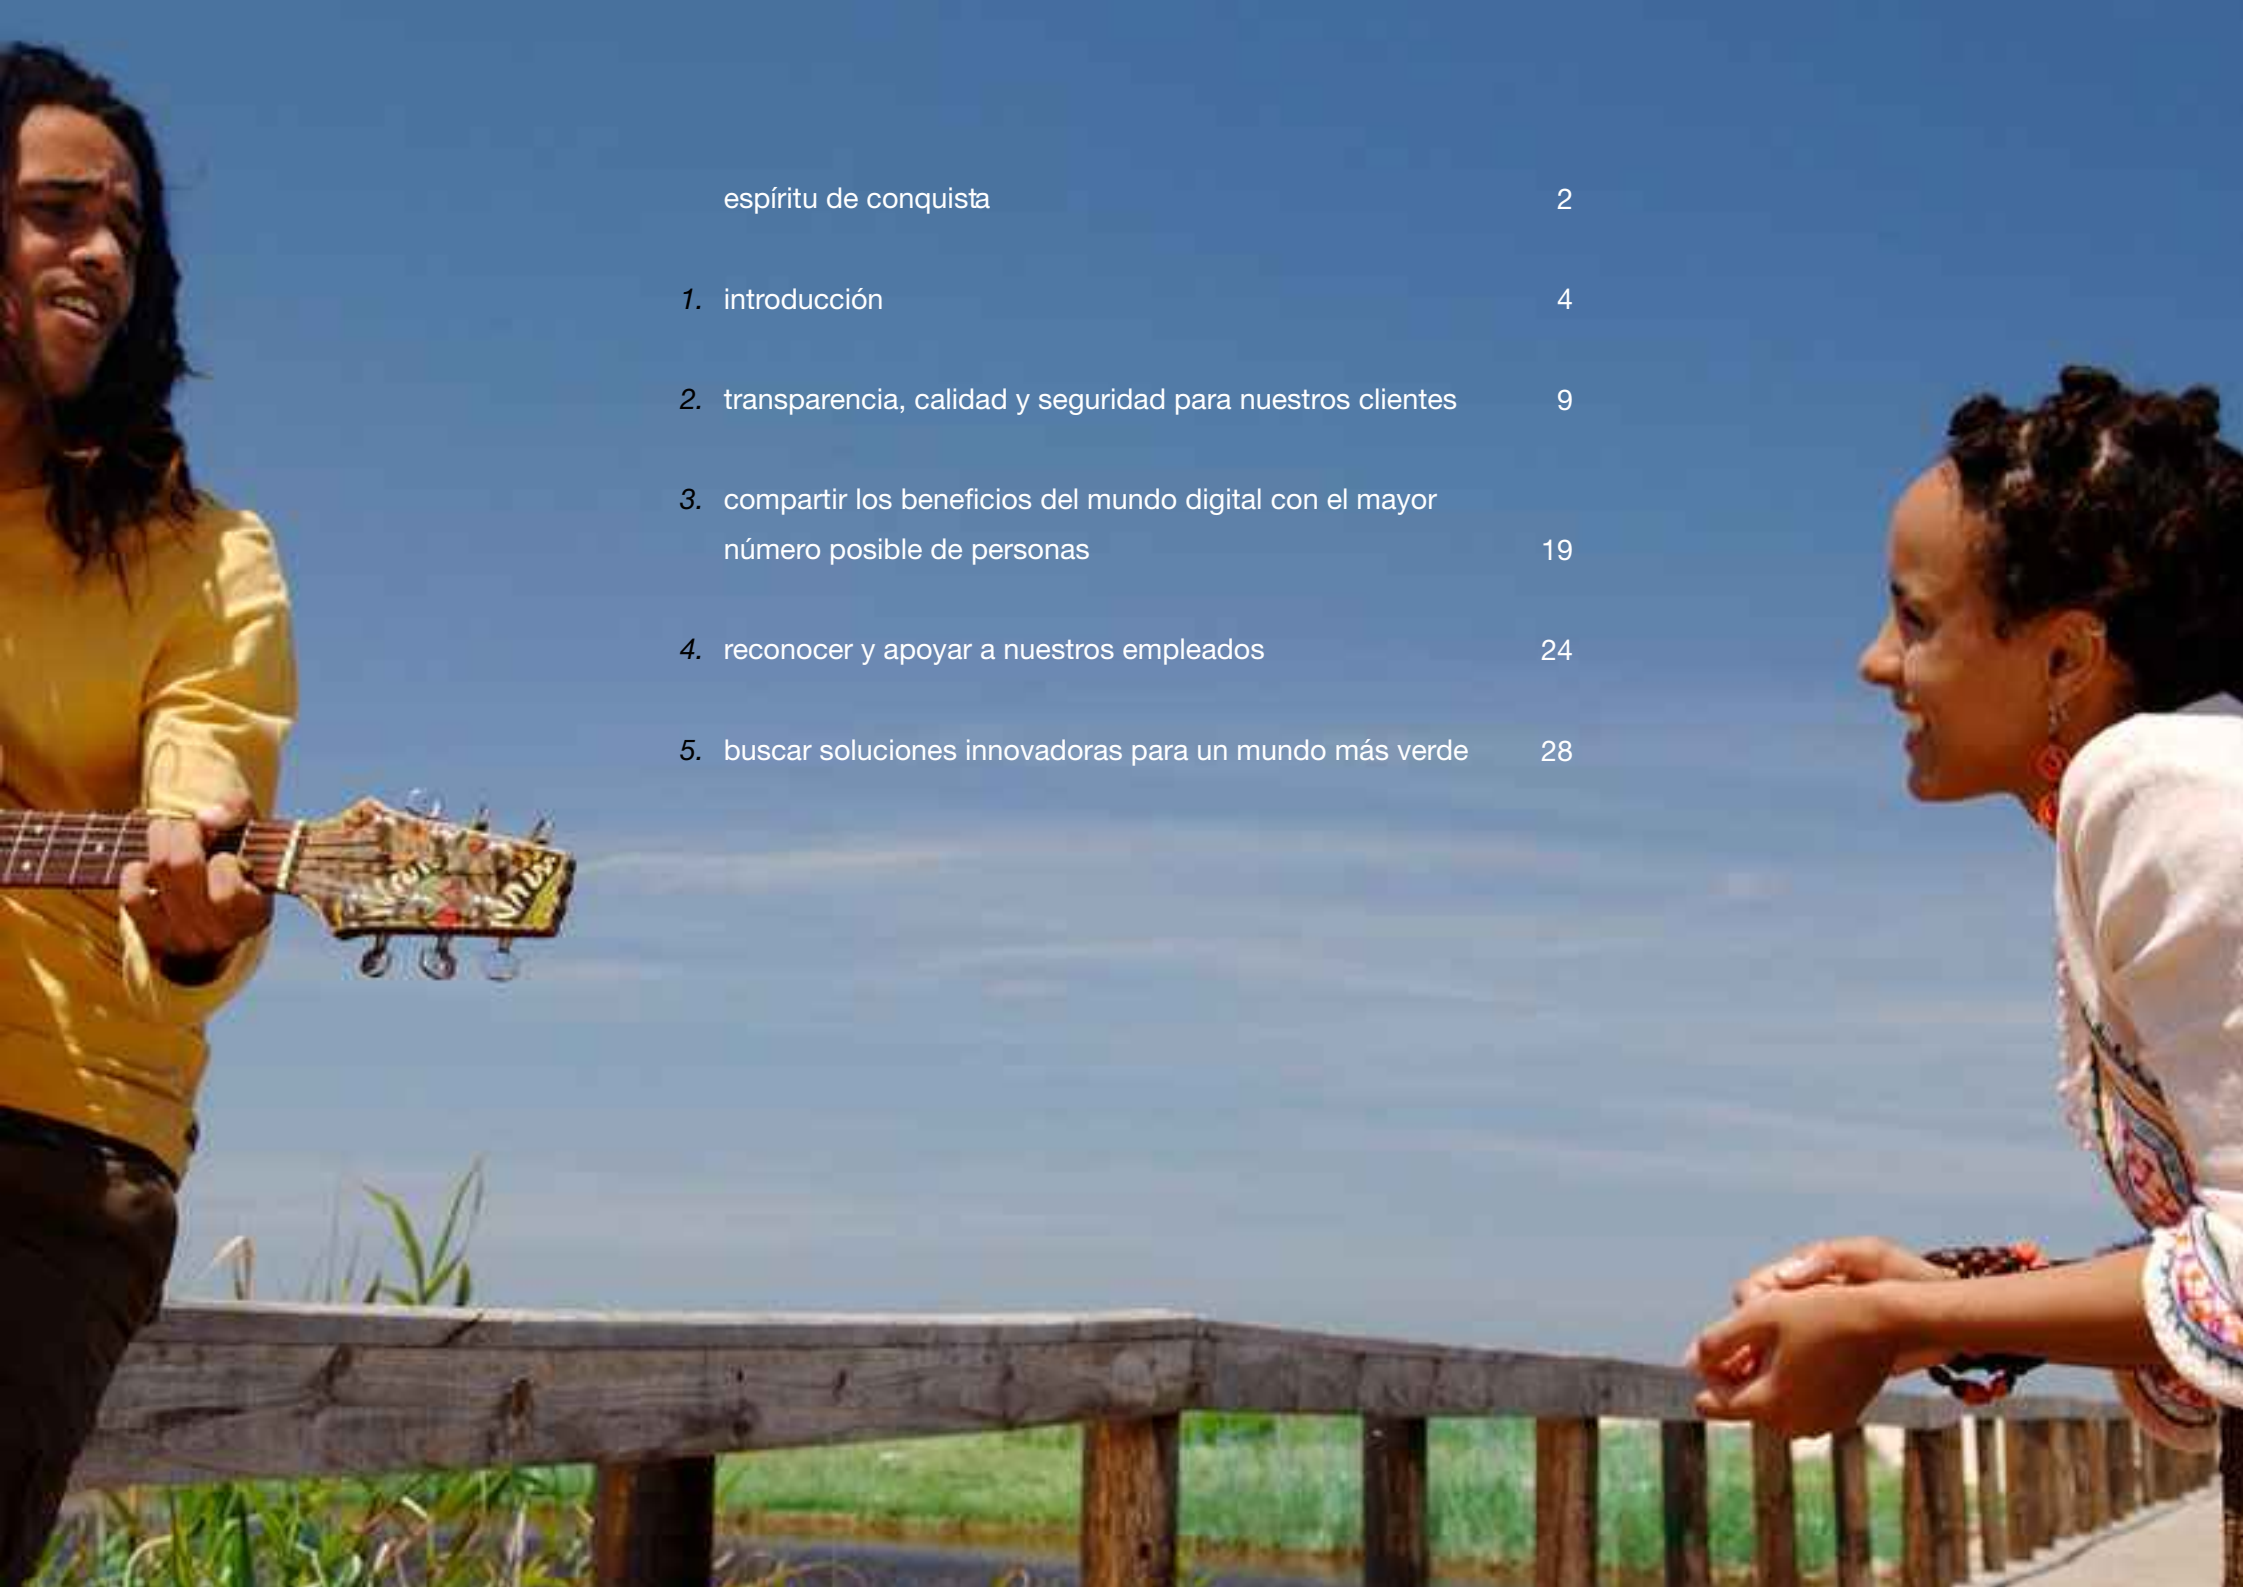 espíritu de conquista 2
1. introducción 4
2. transparencia, calidad y seguridad para nuestros clientes 9
3. compartir los beneficios del mundo digital con el mayor
número posible de personas 19
4. reconocer y apoyar a nuestros empleados 24
5. buscar soluciones innovadoras para un mundo más verde 28